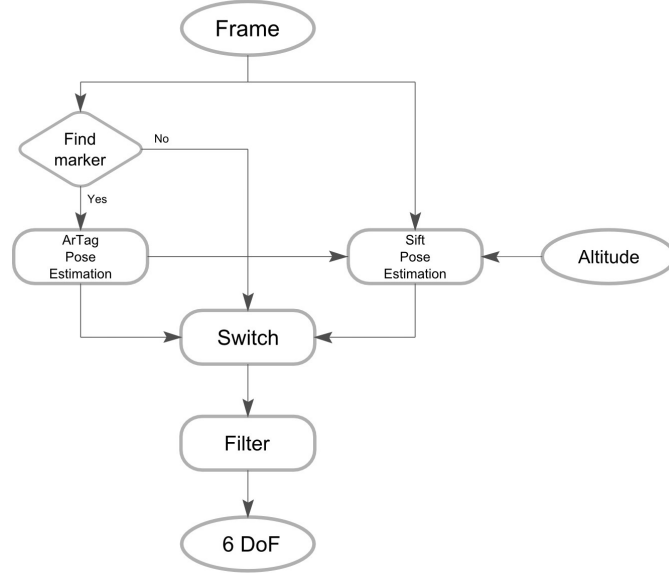 Frame
Find
marker
No
Yes
ArTag
Pose
Estimation
Sift
Pose
Estimation
Altitude
Switch
Filter
6 DoF